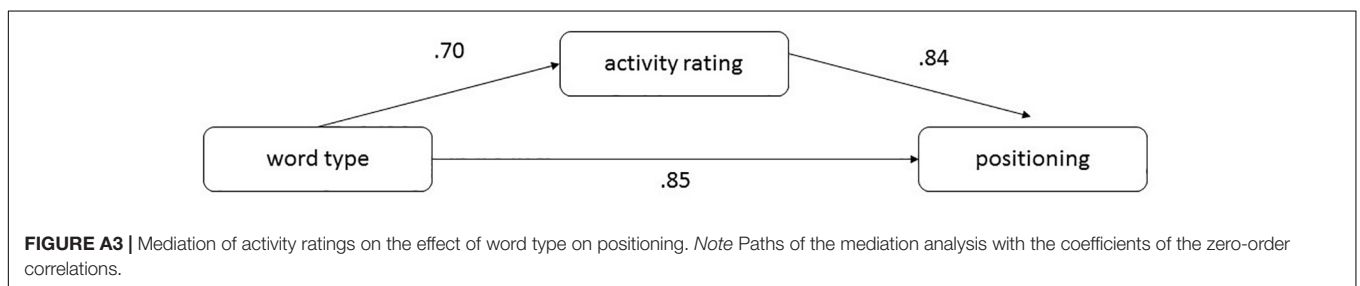 .70
activity rating
.84
word type
positioning
.85
FIGURE A3 | Mediation of activity ratings on the effect of word type on positioning. Note Paths of the mediation analysis with the coefficients of the zero-order
correlations.